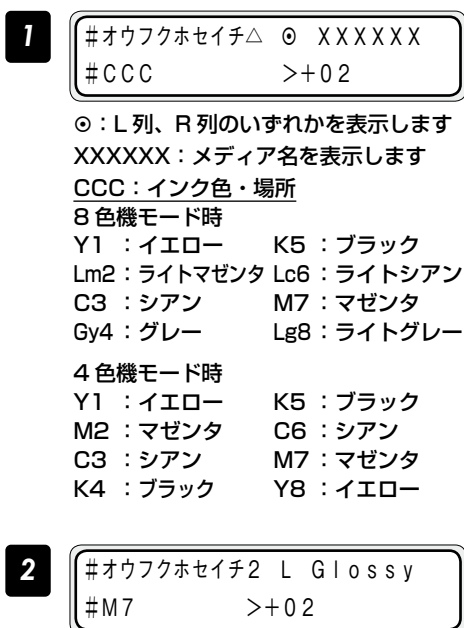 1
#オウフクホセイチ△ ⊙ XXXXXX
#CCC >+02
⊙:L列、R列のいずれかを表示します
XXXXXX:メディア名を表示します
CCC:インク色・場所
8色機モード時
Y1 :イエロー K5 :ブラック
Lm2:ライトマゼンタ Lc6:ライトシアン
C3 :シアン M7 :マゼンタ
Gy4:グレー Lg8:ライトグレー
4色機モード時
Y1 :イエロー K5 :ブラック
M2 :マゼンタ C6 :シアン
C3 :シアン M7 :マゼンタ
K4 :ブラック Y8 :イエロー
2
#オウフクホセイチ2 L Glossy
#M7 >+02